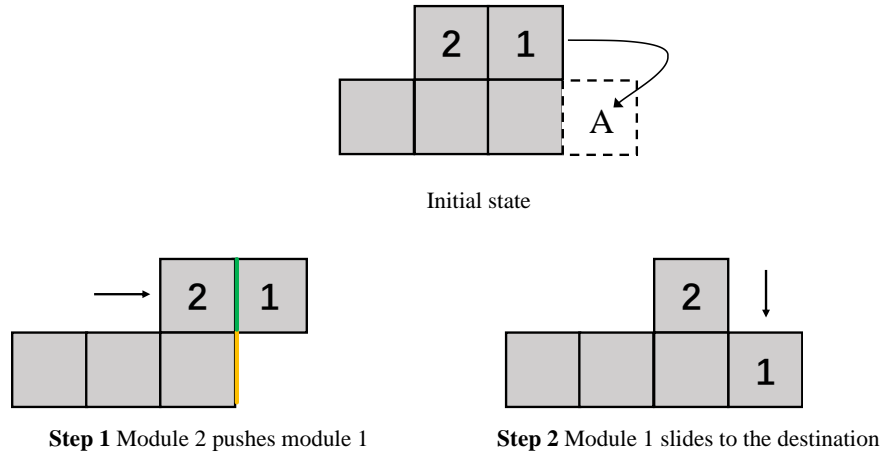 2 1
A
Initial state
2 1
2
1
Step 1 Module 2 pushes module 1
Step 2 Module 1 slides to the destination